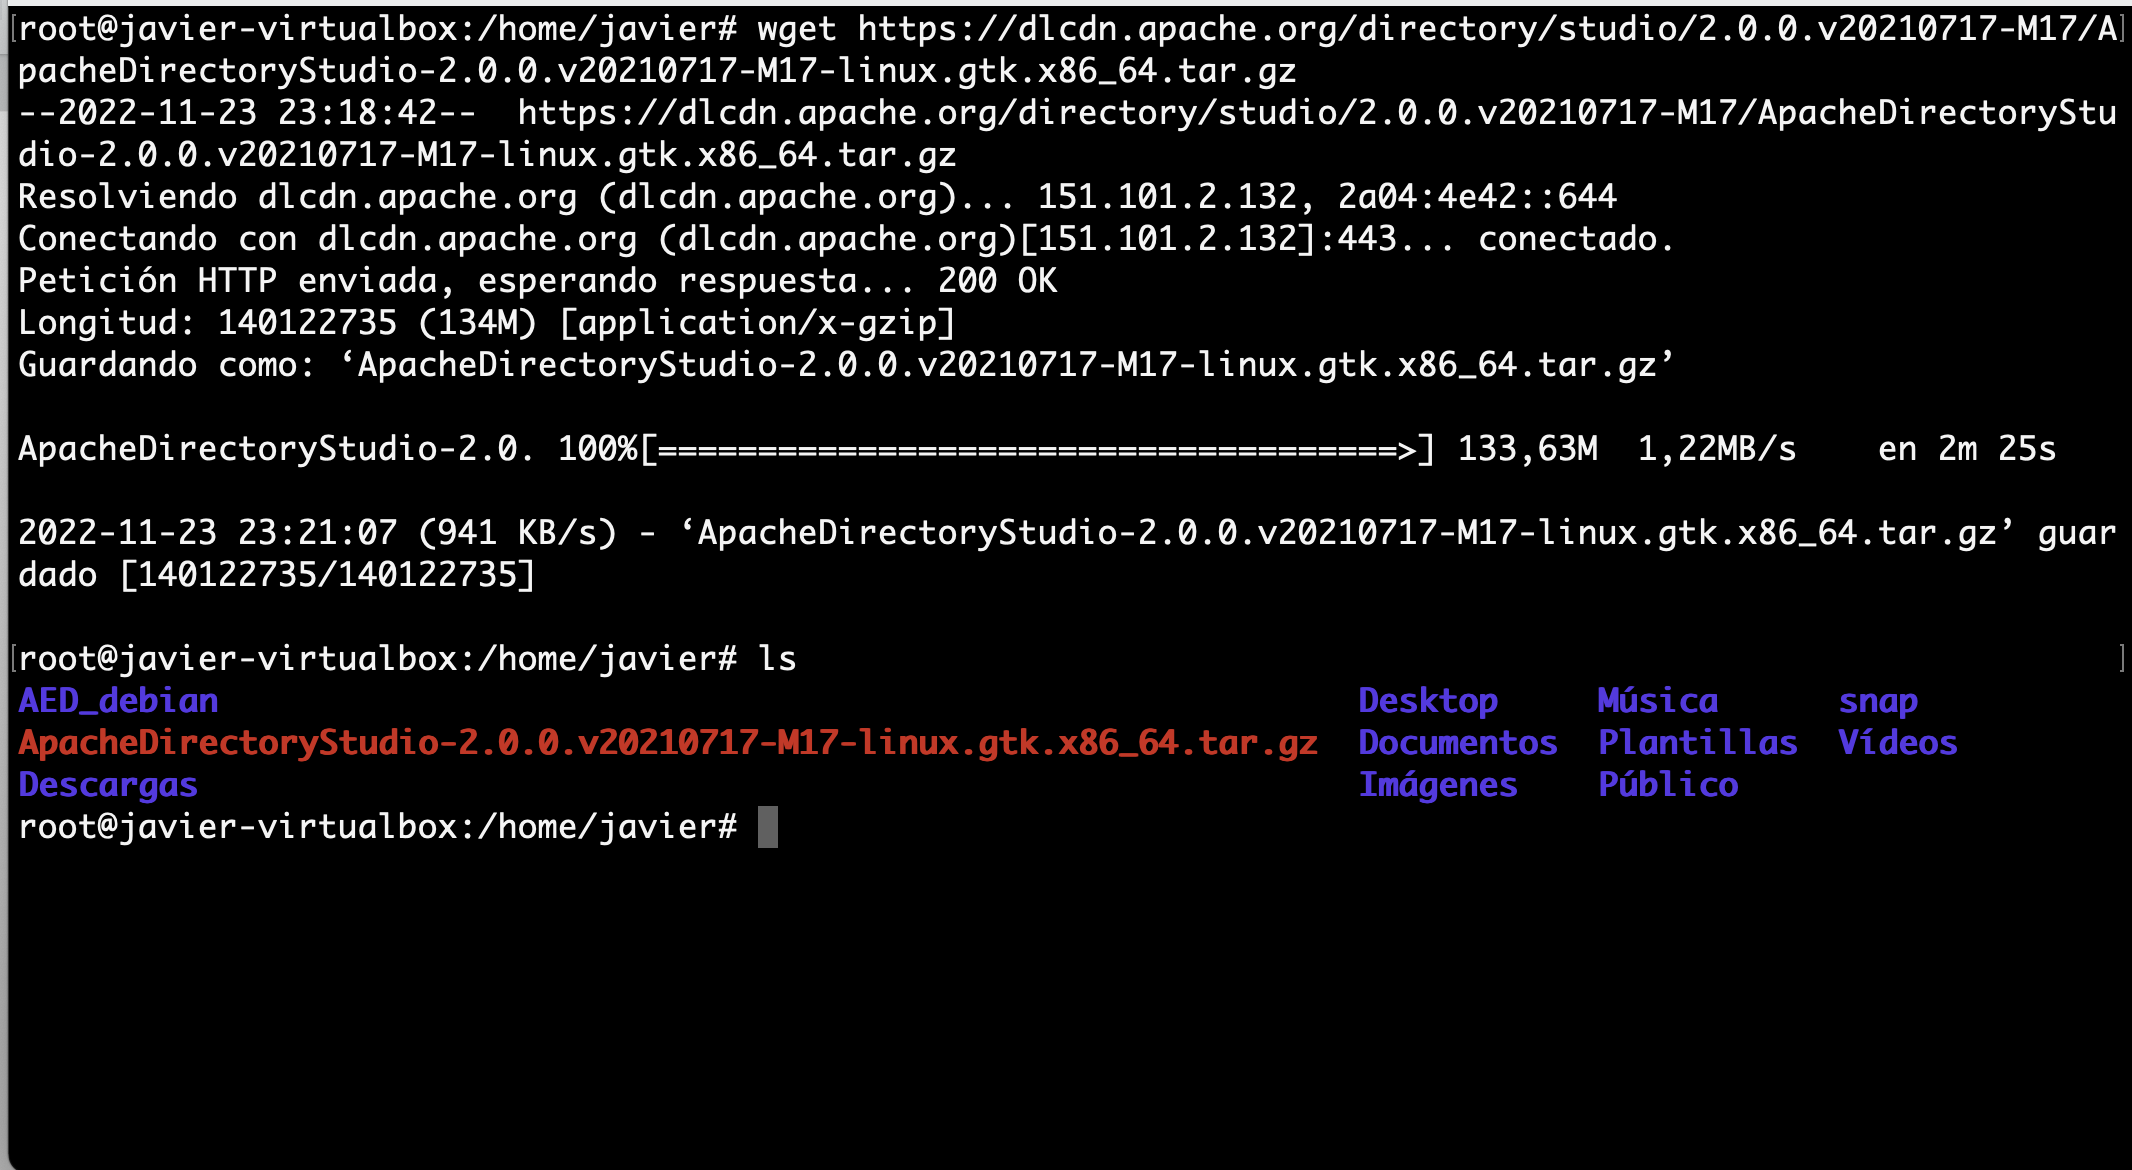 root@javier-virtualbox:/home/javier# wget https://dlcdn.apache.org/directory/studio/2.0.0.v20210717-M17/A
pacheDirectoryStudio-2.0.0.v20210717-M17-linux.gtk.x86_64.tar.gz
--2022-11-23 23:18:42--  https://dlcdn.apache.org/directory/studio/2.0.0.v20210717-M17/ApacheDirectoryStu
dio-2.0.0.v20210717-M17-linux.gtk.x86_64.tar.gz
Resolviendo dlcdn.apache.org (dlcdn.apache.org)... 151.101.2.132, 2a04:4e42::644
Conectando con dlcdn.apache.org (dlcdn.apache.org)[151.101.2.132]:443... conectado.
Petición HTTP enviada, esperando respuesta... 200 OK
Longitud: 140122735 (134M) [application/x-gzip]
Guardando como: ‘ApacheDirectoryStudio-2.0.0.v20210717-M17-linux.gtk.x86_64.tar.gz’
ApacheDirectoryStudio-2.0. 100%[=====================================>] 133,63M  1,22MB/s    en 2m 25s
2022-11-23 23:21:07 (941 KB/s) - ‘ApacheDirectoryStudio-2.0.0.v20210717-M17-linux.gtk.x86_64.tar.gz’ guar
dado [140122735/140122735]
root@javier-virtualbox:/home/javier# ls
AED_debian                                                         Desktop     Música      snap
ApacheDirectoryStudio-2.0.0.v20210717-M17-linux.gtk.x86_64.tar.gz  Documentos  Plantillas  Vídeos
Descargas                                                          Imágenes    Público
root@javier-virtualbox:/home/javier#